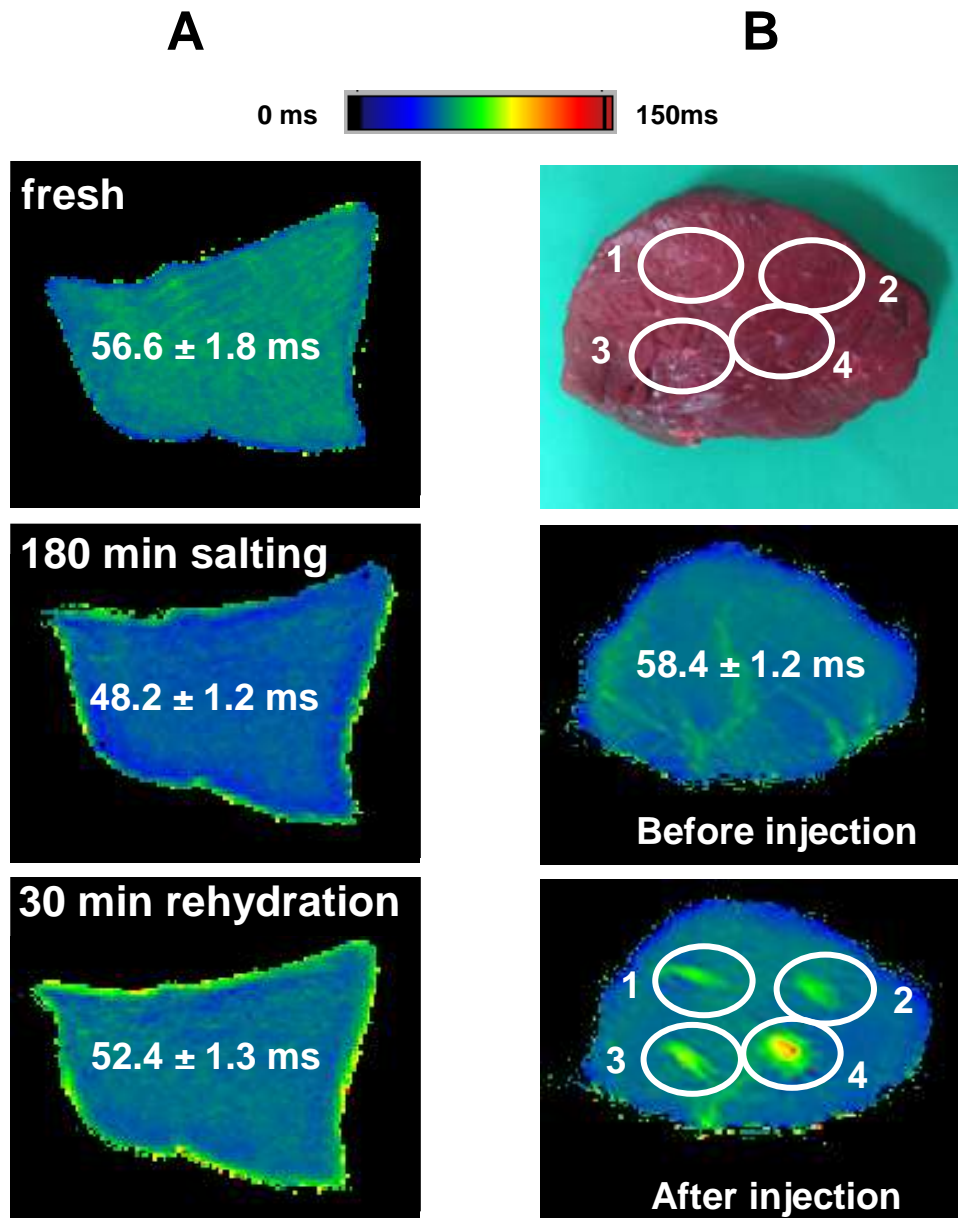 A
B
0 ms
150ms
fresh
56.6 ± 1.8 ms
180 min salting
48.2 ± 1.2 ms
30 min rehydration
52.4 ± 1.3 ms
1
2
3
4
58.4 ± 1.2 ms
Before injection
1
2
3
4
After injection